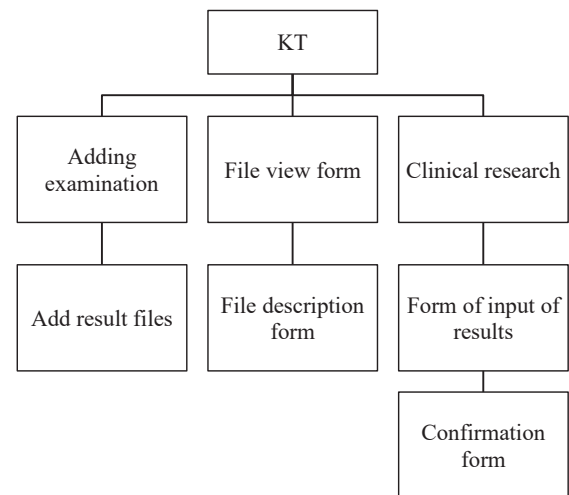 KT
Adding
examination
File view form
Clinical research
Add result files
File description
form
Form of input of
results
Confirmation
form